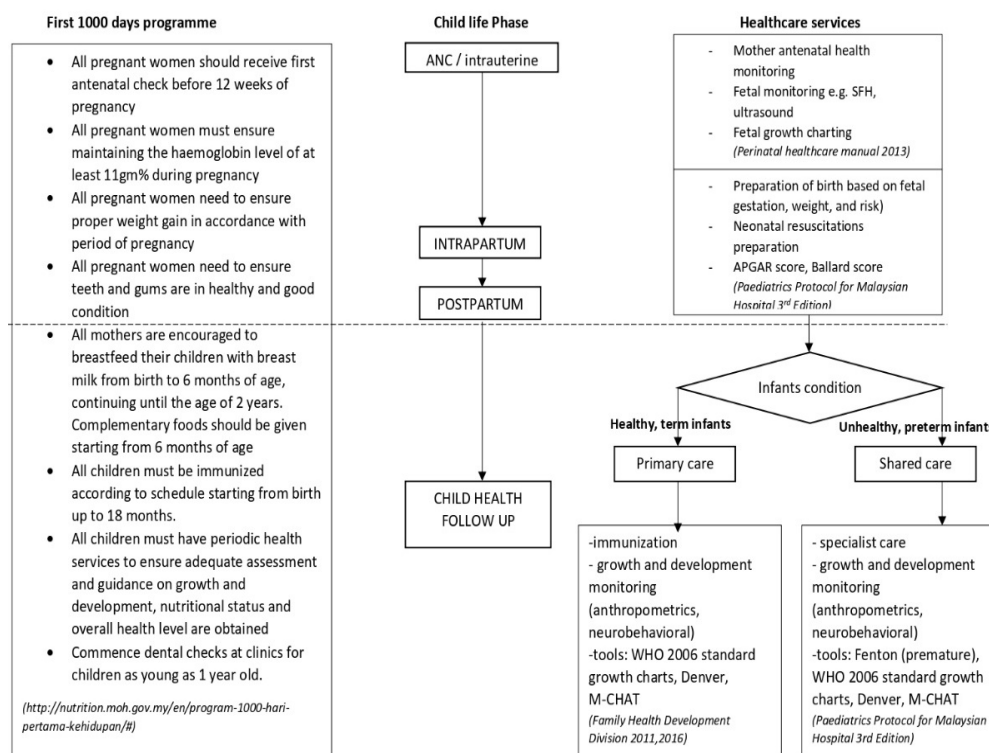 First 1000 days programme
• All pregnant women should receive first
antenatal check before 12 weeks of
pregnancy
• All pregnant women must ensure
maintaining the haemoglobin level of at
least 11gm% during pregnancy
• All pregnant women need to ensure
proper weight gain in accordance with
period of pregnancy
• All pregnant women need to ensure
teeth and gums are in healthy and good
condition
• All mothers are encouraged to
breastfeed their children with breast
milk from birth to 6 months of age,
continuing until the age of 2 years.
Complementary foods should be given
starting from 6 months of age
• All children must be immunized
according to schedule starting from birth
up to 18 months.
• All children must have periodic health
services to ensure adequate assessment
and guidance on growth and
development, nutritional status and
overall health level are obtained
• Commence dental checks at clinics for
children as young as 1 year old.
(http://nutrition.moh.gov.my/en/program-1000-hari-
pertama-kehidupan/#)
Child life Phase
ANC / intrauterine
INTRAPARTUM
POSTPARTUM
CHILD HEALTH
FOLLOW UP
Healthcare services
- Mother antenatal health
monitoring
- Fetal monitoring e.g. SFH,
ultrasound
- Fetal growth charting
(Perinatal healthcare manual 2013)
- Preparation of birth based on fetal
gestation, weight, and risk)
- Neonatal resuscitations
preparation
- APGAR score, Ballard score
(Paediatrics Protocol for Malaysian
Hospital 3rd Edition)
Infants condition
Healthy, term infants
Unhealthy, preterm infants
Primary care
Shared care
-immunization
- growth and development
monitoring
(anthropometrics,
neurobehavioral)
-tools: WHO 2006 standard
growth charts, Denver,
M-CHAT
(Family Health Development
Division 2011,2016)
- specialist care
- growth and development
monitoring
(anthropometrics,
neurobehavioral)
-tools: Fenton (premature),
WHO 2006 standard growth
charts, Denver, M-CHAT
(Paediatrics Protocol for Malaysian
Hospital 3rd Edition)